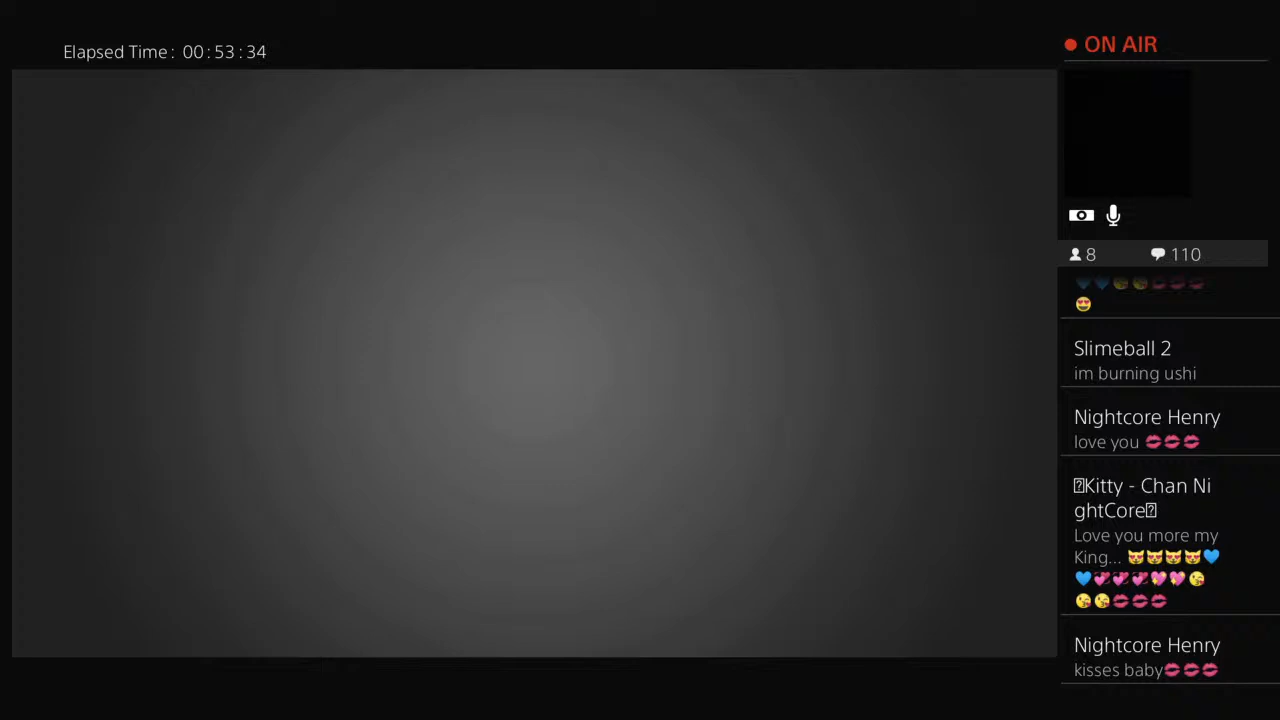 Elapsed Time: 00:53:34
ON AIR
8 110
💙💙😘😘💋💋💋
😍
Slimeball 2
im burning ushi
Nightcore Henry
love you 💋💋💋
Kitty - Chan Ni
ghtCore
Love you more my
King... 😻😻😻😻💙
💙💞💞💞💖💖😘
😘😘💋💋💋
Nightcore Henry
kisses baby💋💋💋